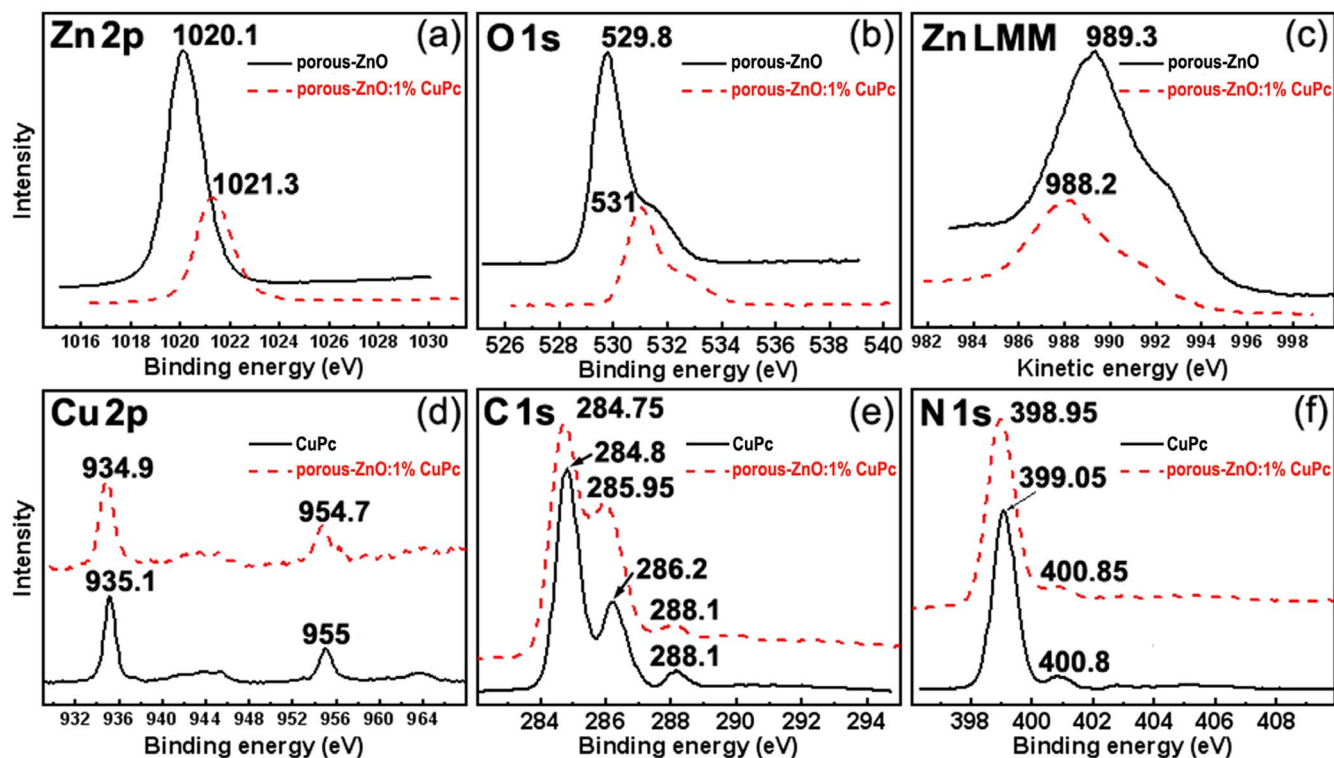 Zn 2p
1020.1
(a)
porous-ZnO
porous-ZnO:1% CuPc
1021.3
Intensity
1016 1018 1020 1022 1024 1026 1028 1030
Binding energy (eV)
O 1s
529.8
(b)
porous-ZnO
porous-ZnO:1% CuPc
531
526 528 530 532 534 536 538 540
Binding energy (eV)
Zn LMM
989.3
(c)
porous-ZnO
porous-ZnO:1% CuPc
988.2
982 984 986 988 990 992 994 996 998
Kinetic energy (eV)
Cu 2p
(d)
CuPc
porous-ZnO:1% CuPc
934.9
954.7
935.1
955
Intensity
932 936 940 944 948 952 956 960 964
Binding energy (eV)
C 1s
284.75
(e)
CuPc
porous-ZnO:1% CuPc
284.8
285.95
286.2
288.1
288.1
284 286 288 290 292 294
Binding energy (eV)
N 1s
398.95
(f)
CuPc
porous-ZnO:1% CuPc
399.05
400.85
400.8
398 400 402 404 406 408
Binding energy (eV)